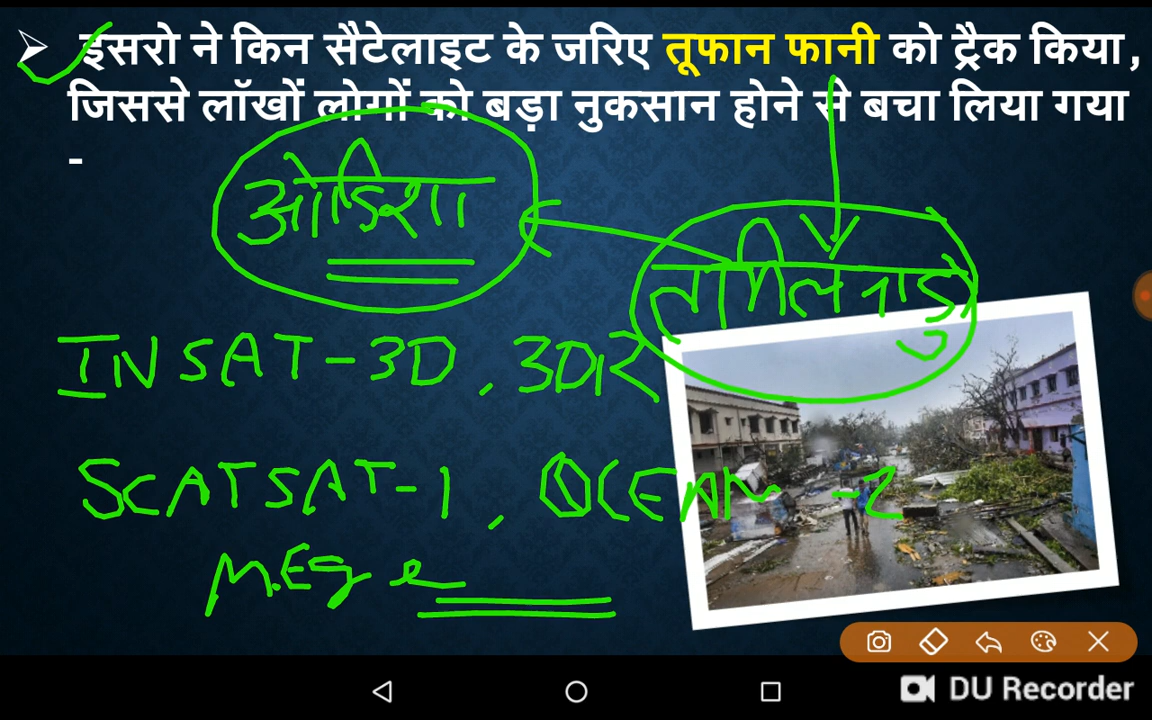 ➢ इसरो ने किन सैटेलाइट के जरिए तूफान फानी को ट्रैक किया,
जिससे लॉखों लोगों को बड़ा नुकसान होने से बचा लिया गया
-
ओडिशा
तमिलनाडु
INSAT-3D, 3DR
SCATSAT-1, OCEAN -2
DU Recorder